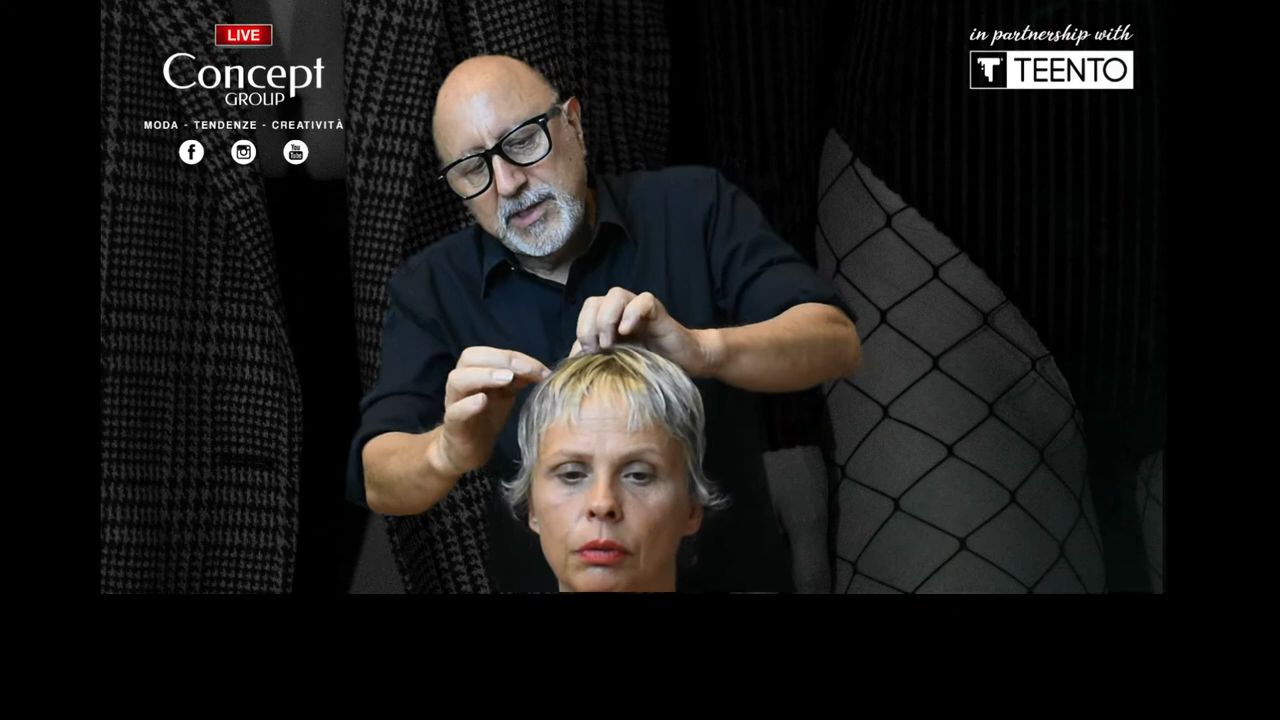 LIVE
Concept
GROUP
MODA - TENDENZE - CREATIVITÀ
You
Tube
in partnership with
T TEENTO